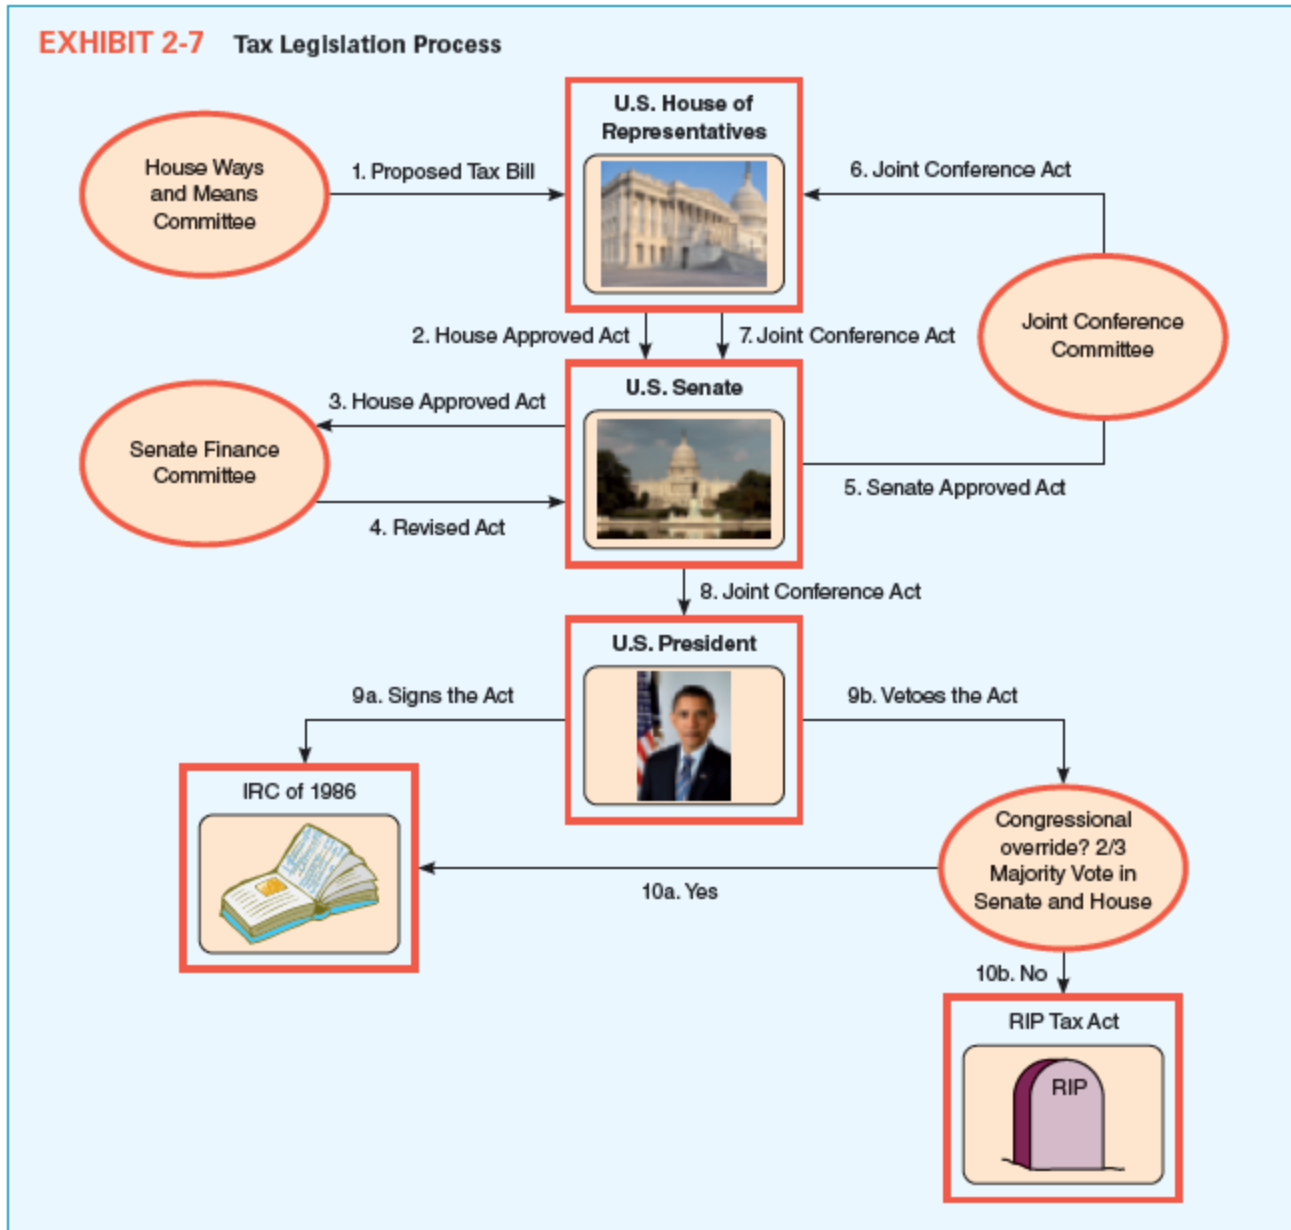 EXHIBIT 2-7 Tax Legislation Process
U.S. House of
Representatives
House Ways
and Means
Committee
1. Proposed Tax Bill
6. Joint Conference Act
2. House Approved Act
7. Joint Conference Act
Joint Conference
Committee
U.S. Senate
3. House Approved Act
Senate Finance
Committee
4. Revised Act
5. Senate Approved Act
8. Joint Conference Act
U.S. President
9a. Signs the Act
9b. Vetoes the Act
IRC of 1986
Congressional
override? 2/3
Majority Vote in
Senate and House
10a. Yes
10b. No
RIP Tax Act
RIP